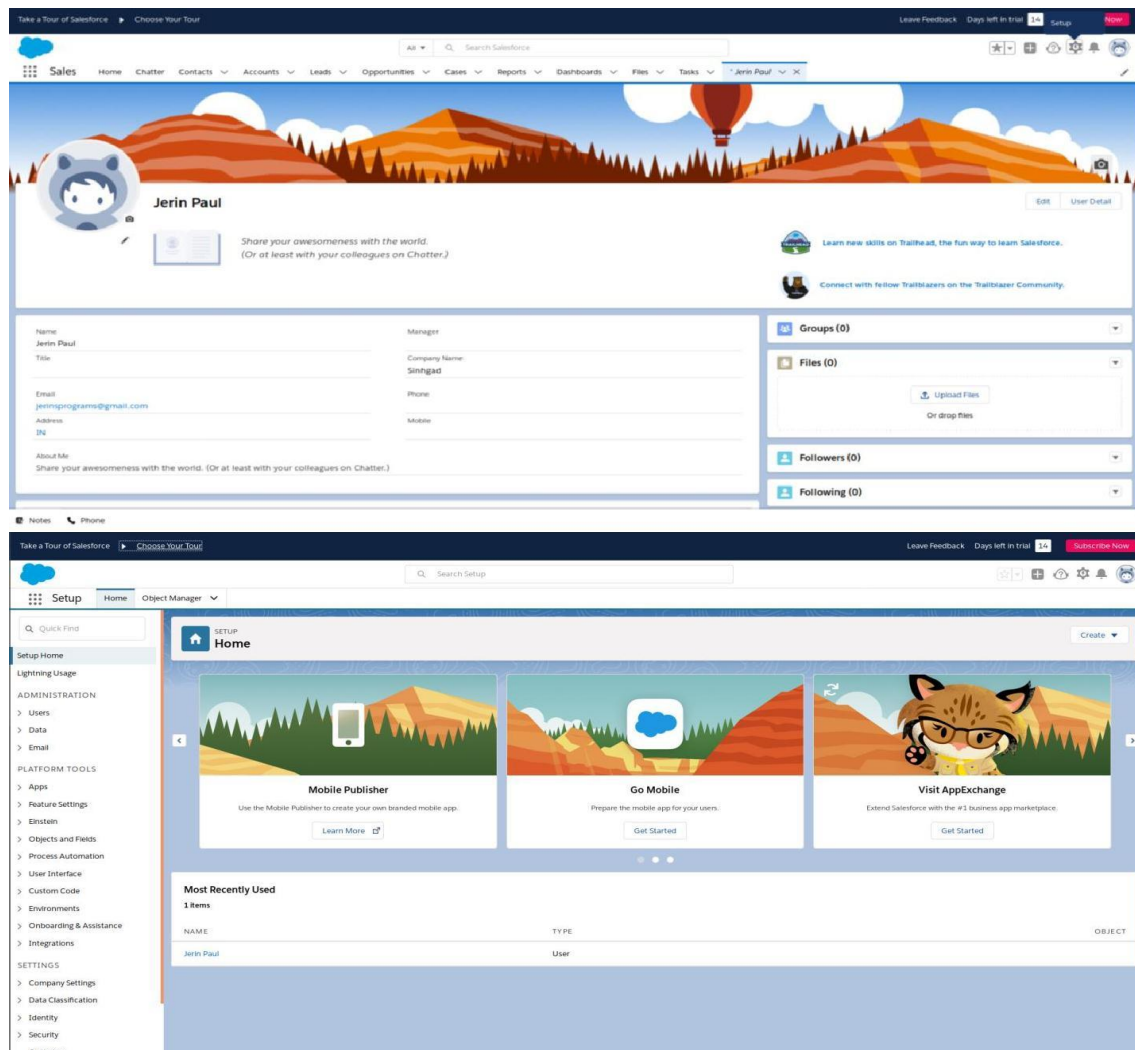 Take a Tour of Salesforce Choose Your Tour Leave Feedback Days left in trial 14 Setup Now
All Search Salesforce
Sales Home Chatter Contacts Accounts Leads Opportunities Cases Reports Dashboards Files Tasks * Jerin Paul
Jerin Paul
Edit User Detail
Share your awesomeness with the world.
(Or at least with your colleagues on Chatter.)
TRAILHEAD
Learn new skills on Trailhead, the fun way to learn Salesforce.
Connect with fellow Trailblazers on the Trailblazer Community.
Name Manager
Jerin Paul
Title Company Name
Sinhgad
Email Phone
jerinsprograms@gmail.com
Address Mobile
IN
About Me
Share your awesomeness with the world. (Or at least with your colleagues on Chatter.)
Groups (0)
Files (0)
Upload Files
Or drop files
Followers (0)
Following (0)
Notes Phone
Take a Tour of Salesforce Choose Your Tour Leave Feedback Days left in trial 14 Subscribe Now
Search Setup
Setup Home Object Manager
Quick Find
Setup Home
Lightning Usage
ADMINISTRATION
Users
Data
Email
PLATFORM TOOLS
Apps
Feature Settings
Einstein
Objects and Fields
Process Automation
User Interface
Custom Code
Environments
Onboarding & Assistance
Integrations
SETTINGS
Company Settings
Data Classification
Identity
Security
SETUP
Home
Create
Mobile Publisher
Use the Mobile Publisher to create your own branded mobile app.
Learn More
Go Mobile
Prepare the mobile app for your users.
Get Started
Visit AppExchange
Extend Salesforce with the #1 business app marketplace.
Get Started
Most Recently Used
1 items
NAME TYPE OBJECT
Jerin Paul User